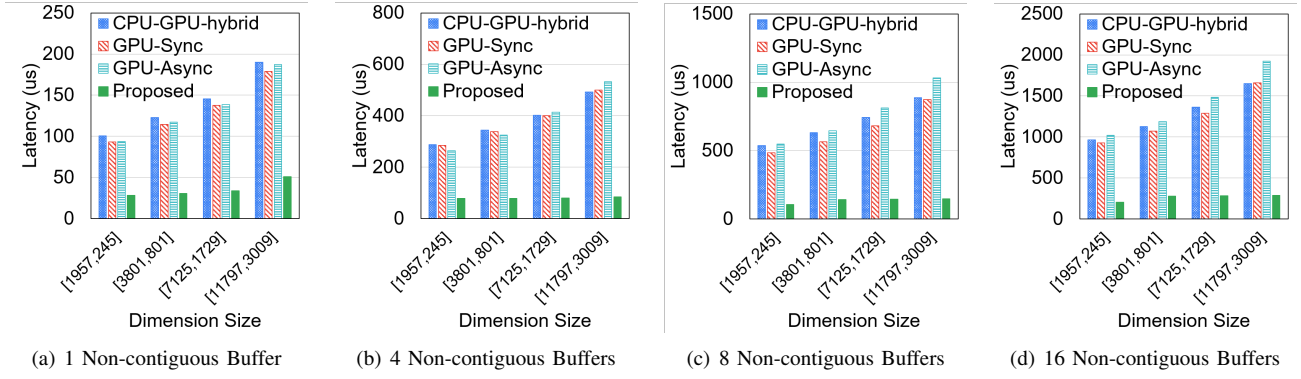 Latency (us)
250
200
150
100
50
0
CPU-GPU-hybrid
GPU-Sync
GPU-Async
Proposed
[1957,245]
[3801,801]
[7125,1729]
[11797,3009]
Dimension Size
(a) 1 Non-contiguous Buffer
Latency (us)
800
600
400
200
0
CPU-GPU-hybrid
GPU-Sync
GPU-Async
Proposed
[1957,245]
[3801,801]
[7125,1729]
[11797,3009]
Dimension Size
(b) 4 Non-contiguous Buffers
Latency (us)
1500
1000
500
0
CPU-GPU-hybrid
GPU-Sync
GPU-Async
Proposed
[1957,245]
[3801,801]
[7125,1729]
[11797,3009]
Dimension Size
(c) 8 Non-contiguous Buffers
Latency (us)
2500
2000
1500
1000
500
0
CPU-GPU-hybrid
GPU-Sync
GPU-Async
Proposed
[1957,245]
[3801,801]
[7125,1729]
[11797,3009]
Dimension Size
(d) 16 Non-contiguous Buffers